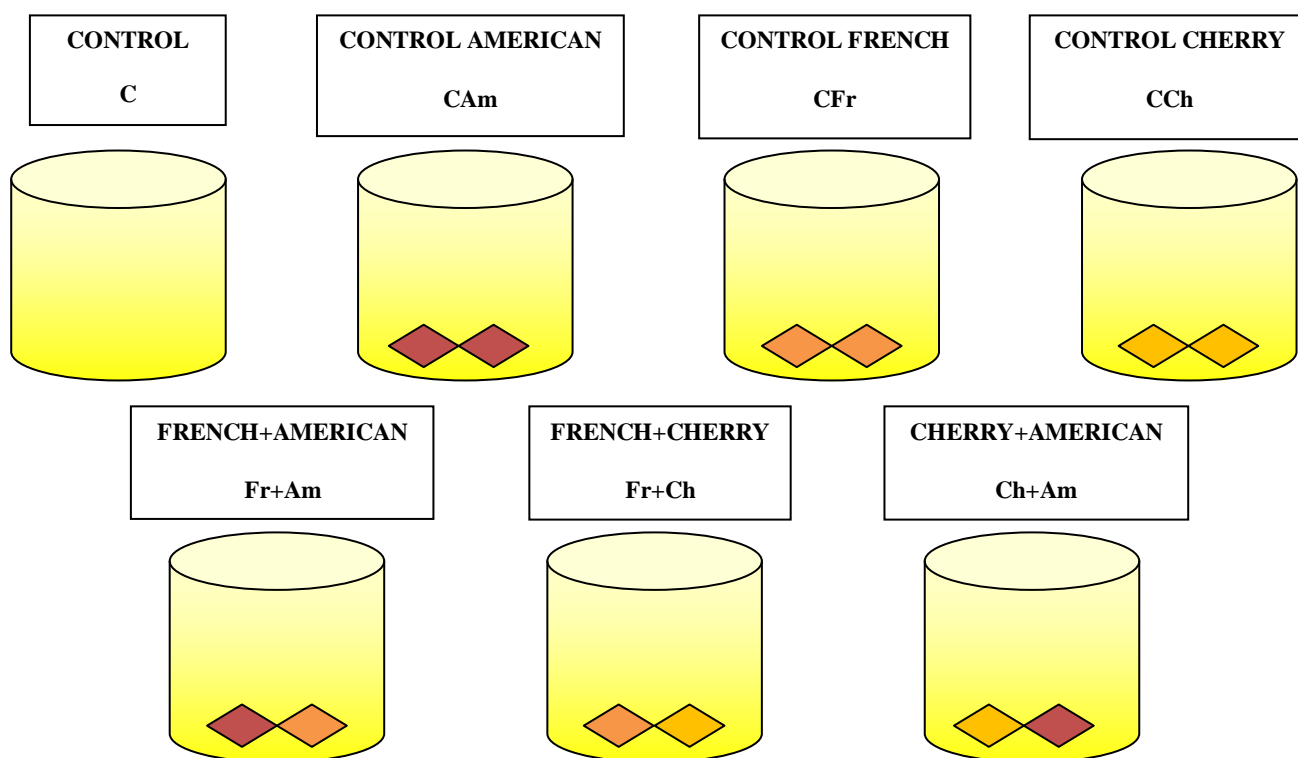 CONTROL
C
CONTROL AMERICAN
CAm
CONTROL FRENCH
CFr
CONTROL CHERRY
CCh
FRENCH+AMERICAN
Fr+Am
FRENCH+CHERRY
Fr+Ch
CHERRY+AMERICAN
Ch+Am